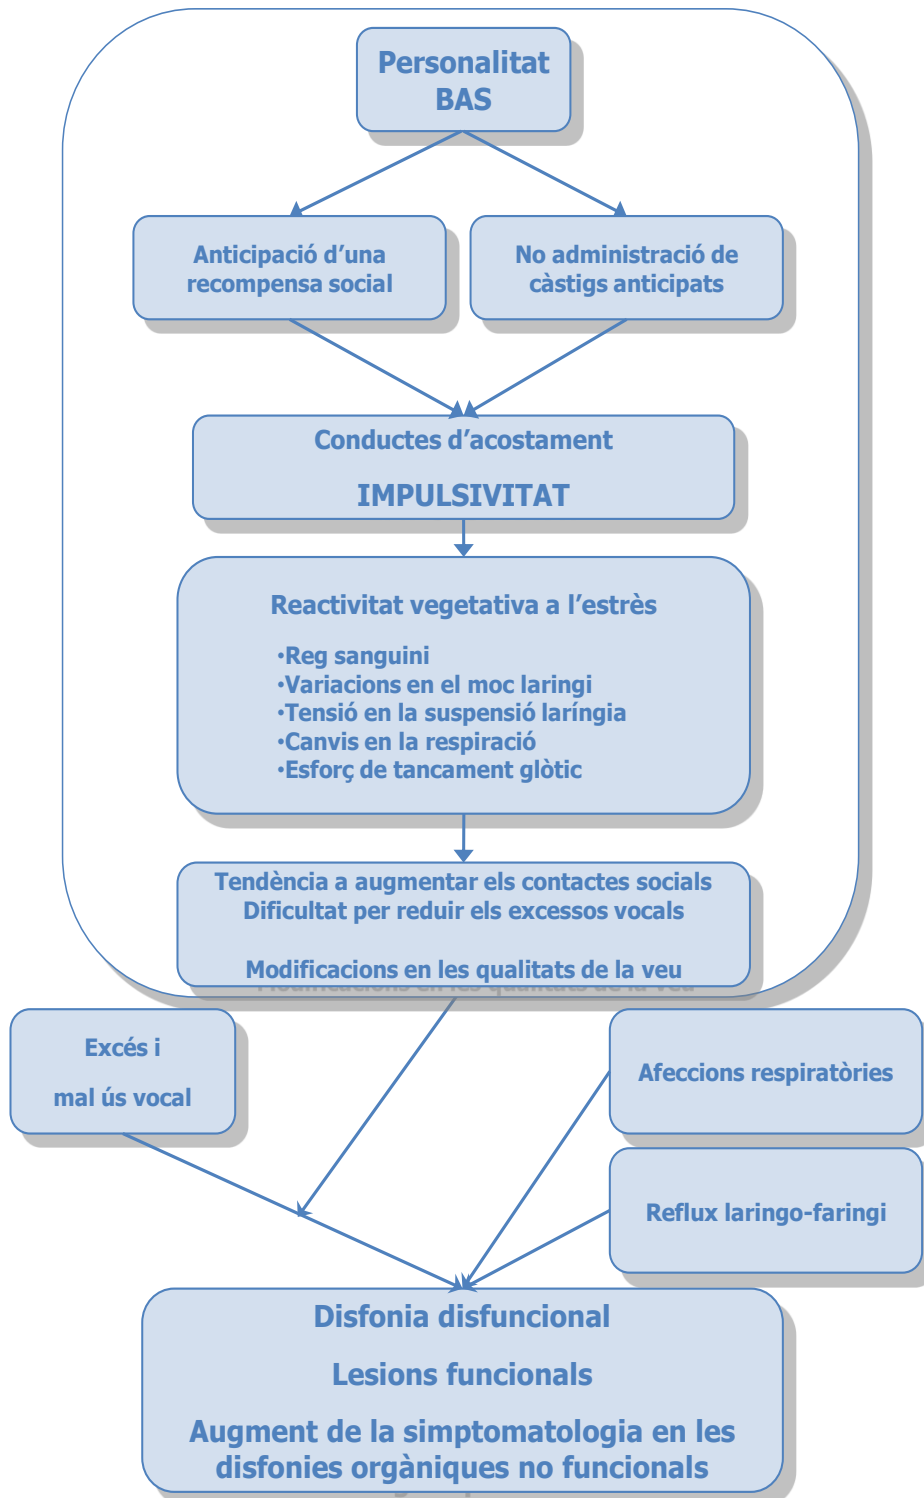 Personalitat
BAS
Anticipació d’una
recompensa social
No administració de
càstigs anticipats
Conductes d’acostament
IMPULSIVITAT
Reactivitat vegetativa a l’estrès
•Reg sanguini
•Variacions en el moc laringi
•Tensió en la suspensió laríngia
•Canvis en la respiració
•Esforç de tancament glòtic
Tendència a augmentar els contactes socials
Dificultat per reduir els excessos vocals
Modificacions en les qualitats de la veu
Excés i
mal ús vocal
Afeccions respiratòries
Reflux laringo-faringi
Disfonia disfuncional
Lesions funcionals
Augment de la simptomatologia en les
disfonies orgàniques no funcionals